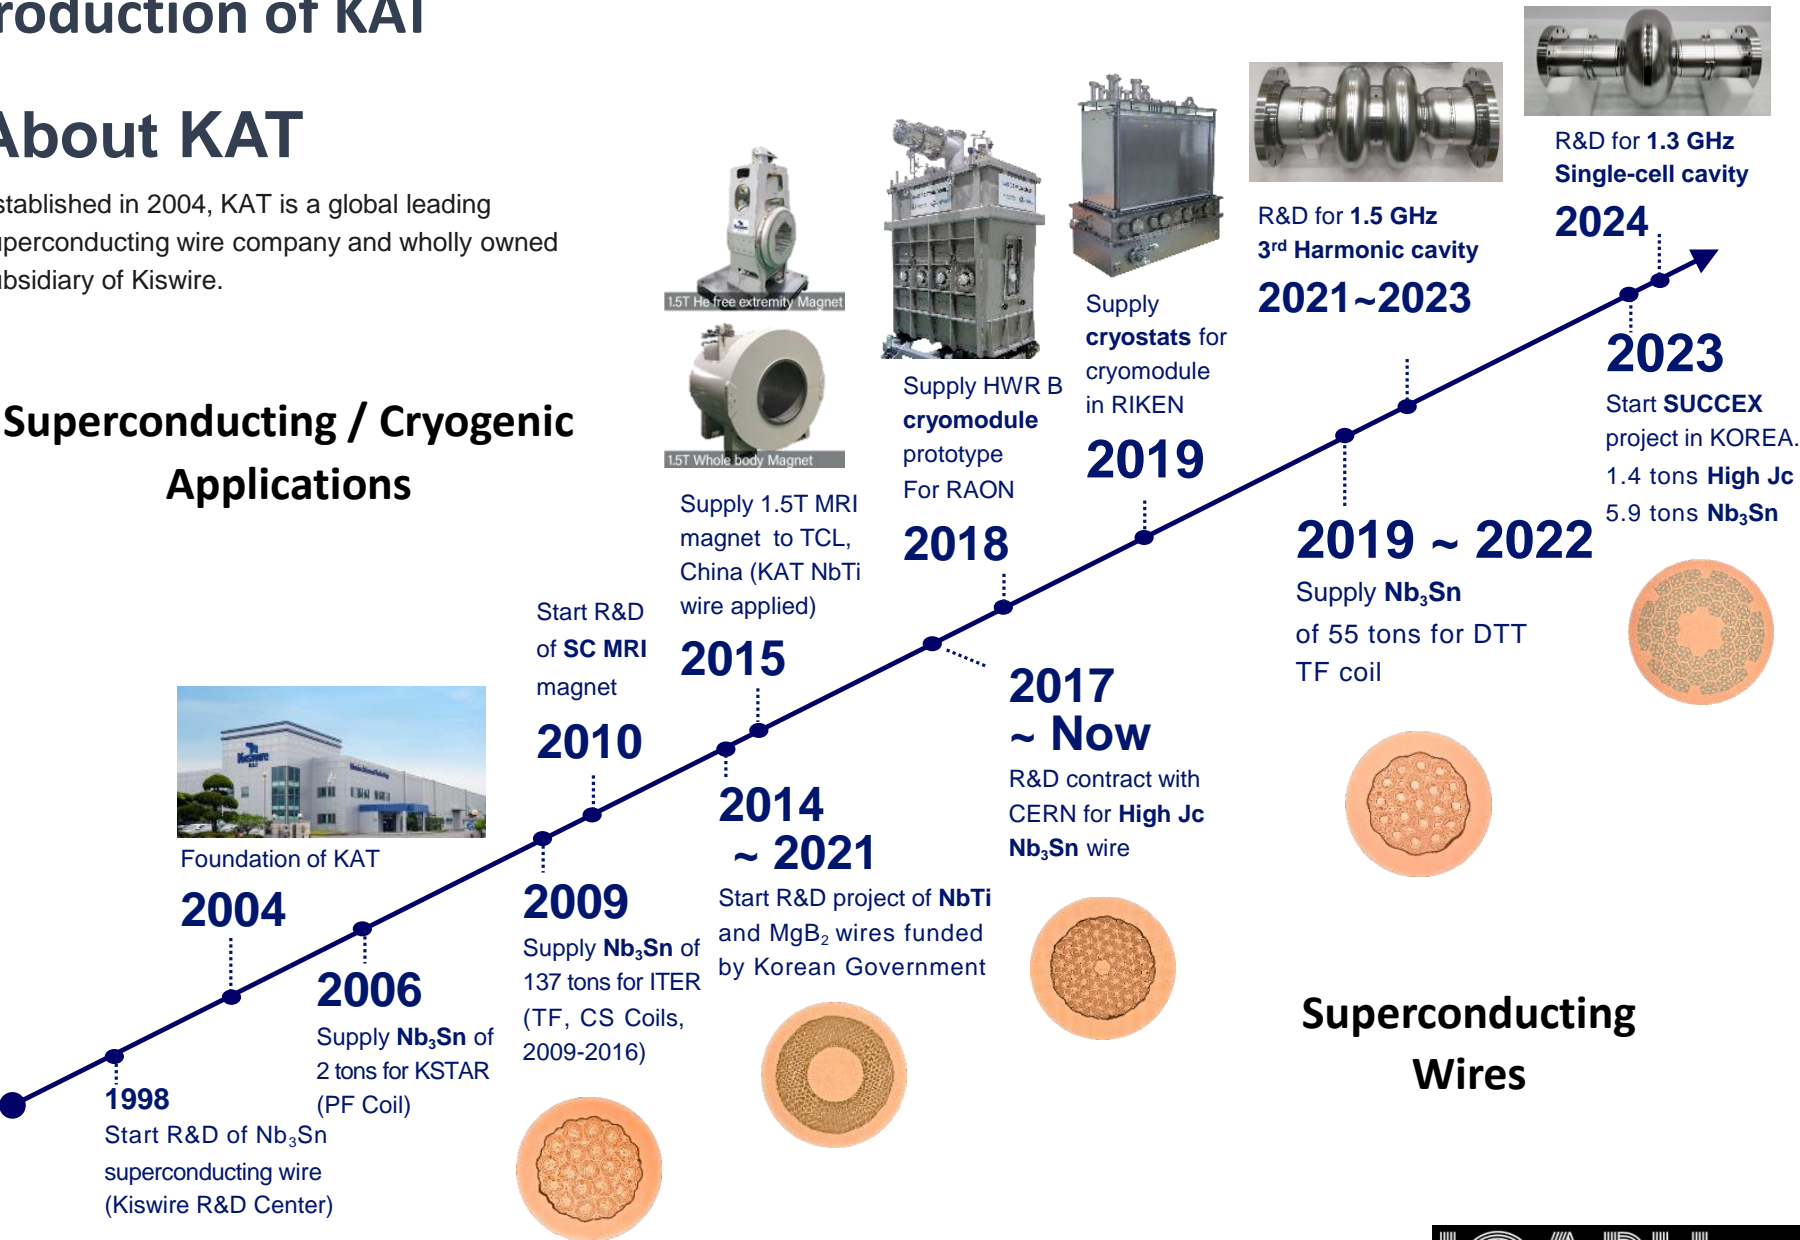 roduction of KAT
About KAT
stablished in 2004, KAT is a global leading
uperconducting wire company and wholly owned
ubsidiary of Kiswire.
Superconducting / Cryogenic
Applications
Foundation of KAT
2004
1998
Start R&D of Nb₃Sn
superconducting wire
(Kiswire R&D Center)
2006
Supply Nb₃Sn of
2 tons for KSTAR
(PF Coil)
2009
Supply Nb₃Sn of
137 tons for ITER
(TF, CS Coils,
2009-2016)
Start R&D
of SC MRI
magnet
2010
1.5T He free extremity Magnet
1.5T Whole body Magnet
Supply 1.5T MRI
magnet to TCL,
China (KAT NbTi
wire applied)
2015
2014
~ 2021
Start R&D project of NbTi
and MgB₂ wires funded
by Korean Government
Supply HWR B
cryomodule
prototype
For RAON
2018
2017
~ Now
R&D contract with
CERN for High Jc
Nb₃Sn wire
Supply
cryostats for
cryomodule
in RIKEN
2019
R&D for 1.5 GHz
3rd Harmonic cavity
2021~2023
2019 ~ 2022
Supply Nb₃Sn
of 55 tons for DTT
TF coil
R&D for 1.3 GHz
Single-cell cavity
2024
2023
Start SUCCEX
project in KOREA.
1.4 tons High Jc
5.9 tons Nb₃Sn
Superconducting
Wires